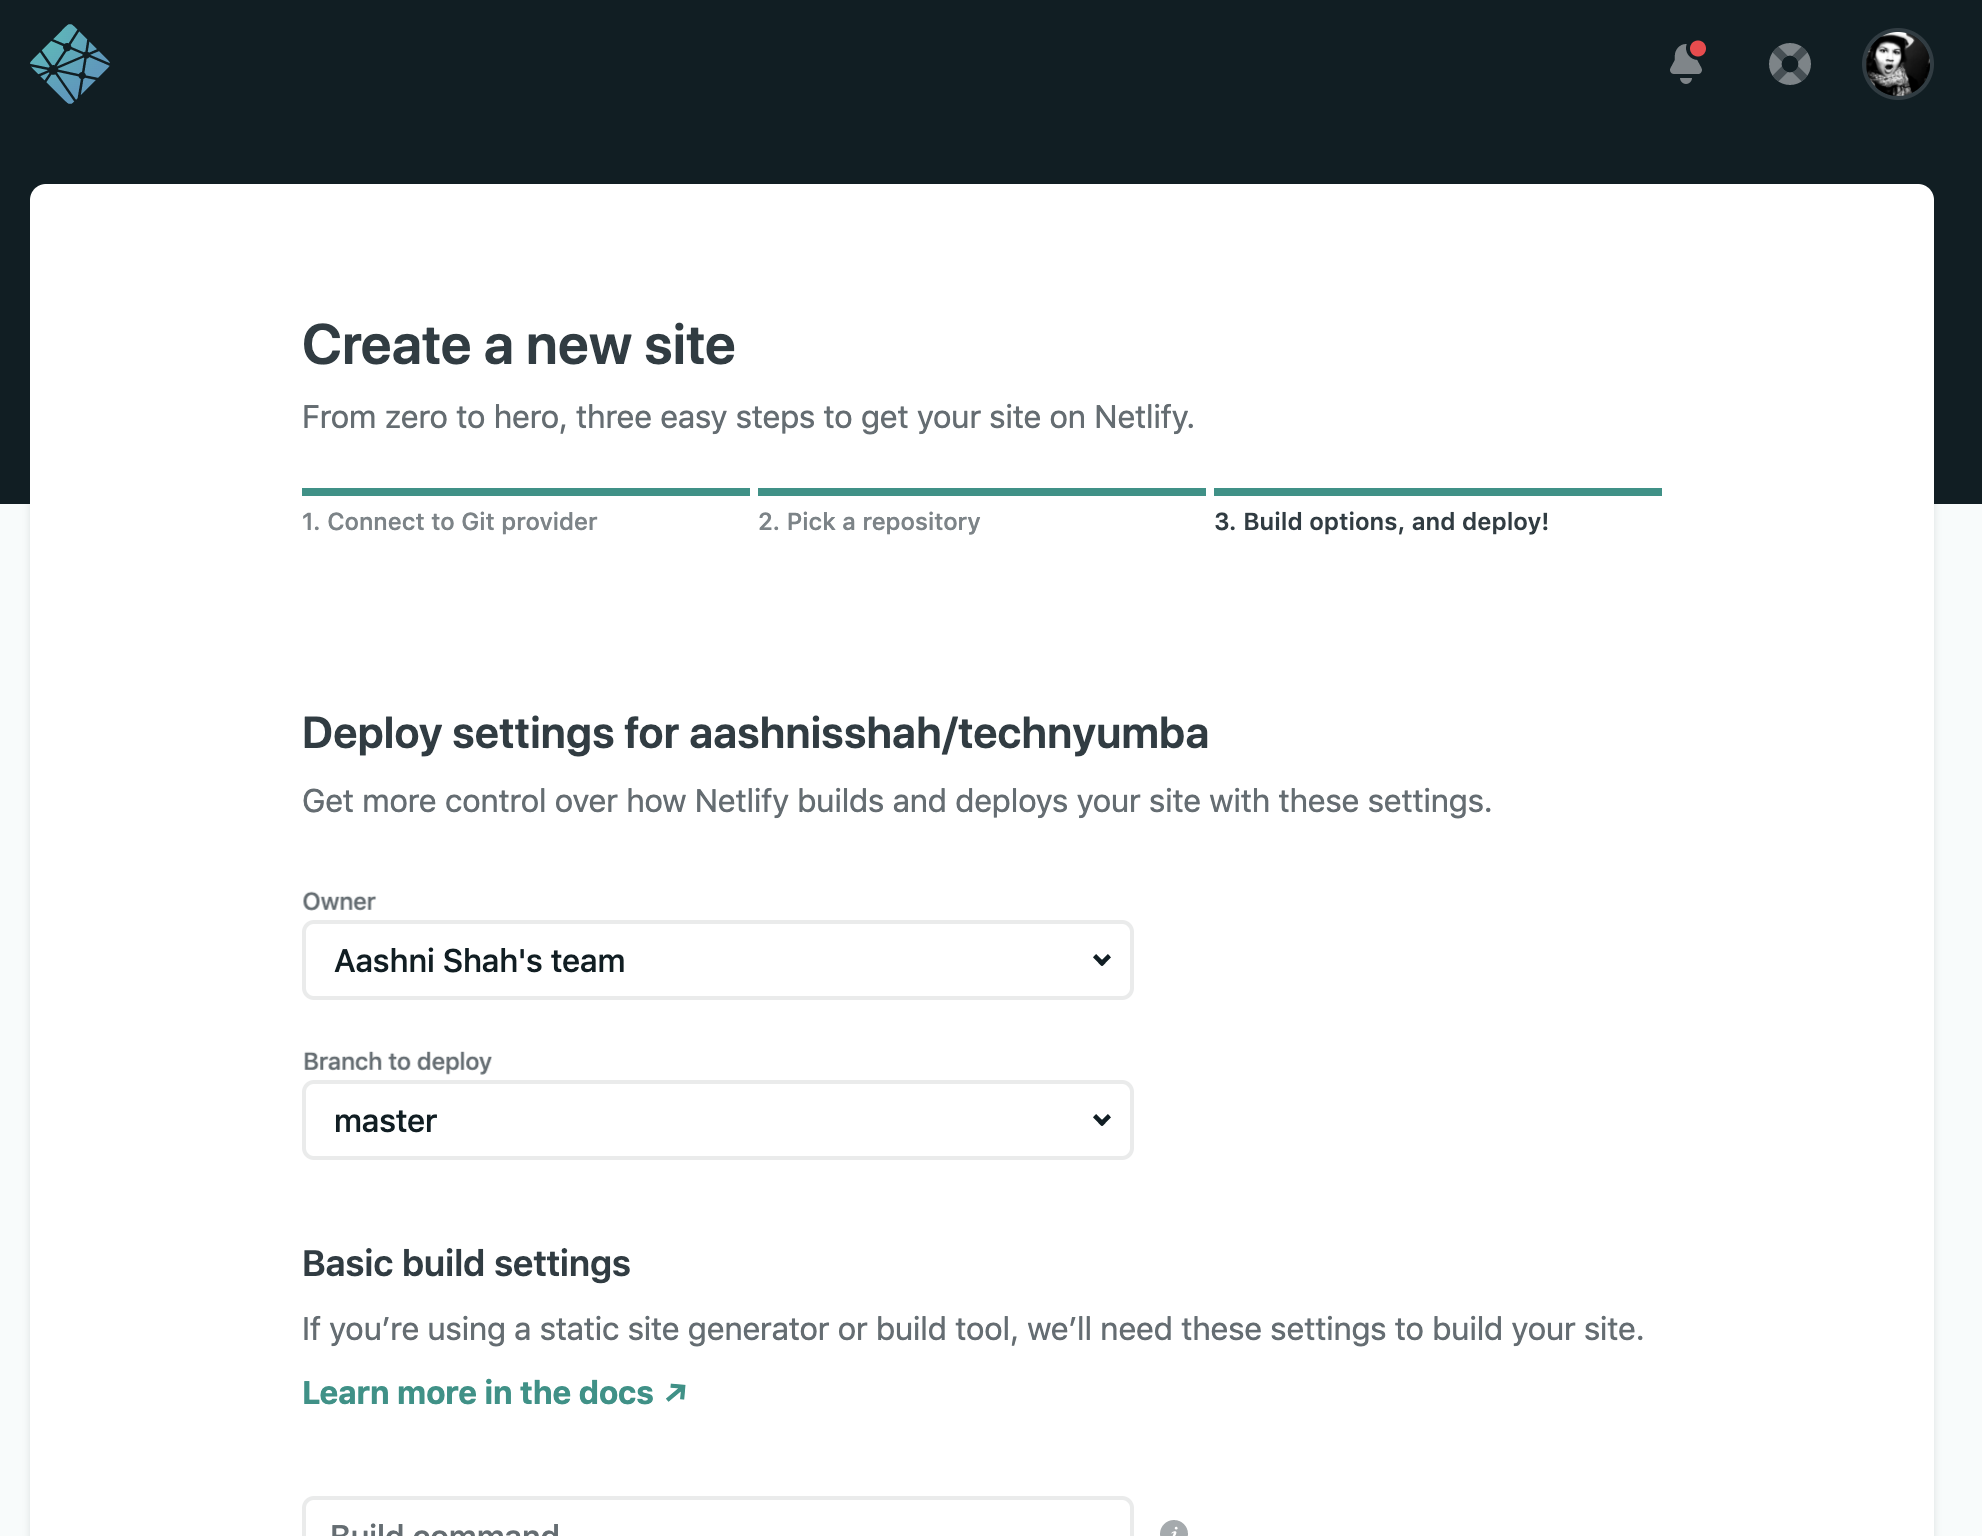 Create a new site
From zero to hero, three easy steps to get your site on Netlify.
1. Connect to Git provider
2. Pick a repository
3. Build options, and deploy!
Deploy settings for aashnisshah/technyumba
Get more control over how Netlify builds and deploys your site with these settings.
Owner
Aashni Shah's team
Branch to deploy
master
Basic build settings
If you’re using a static site generator or build tool, we’ll need these settings to build your site.
Learn more in the docs
Build command